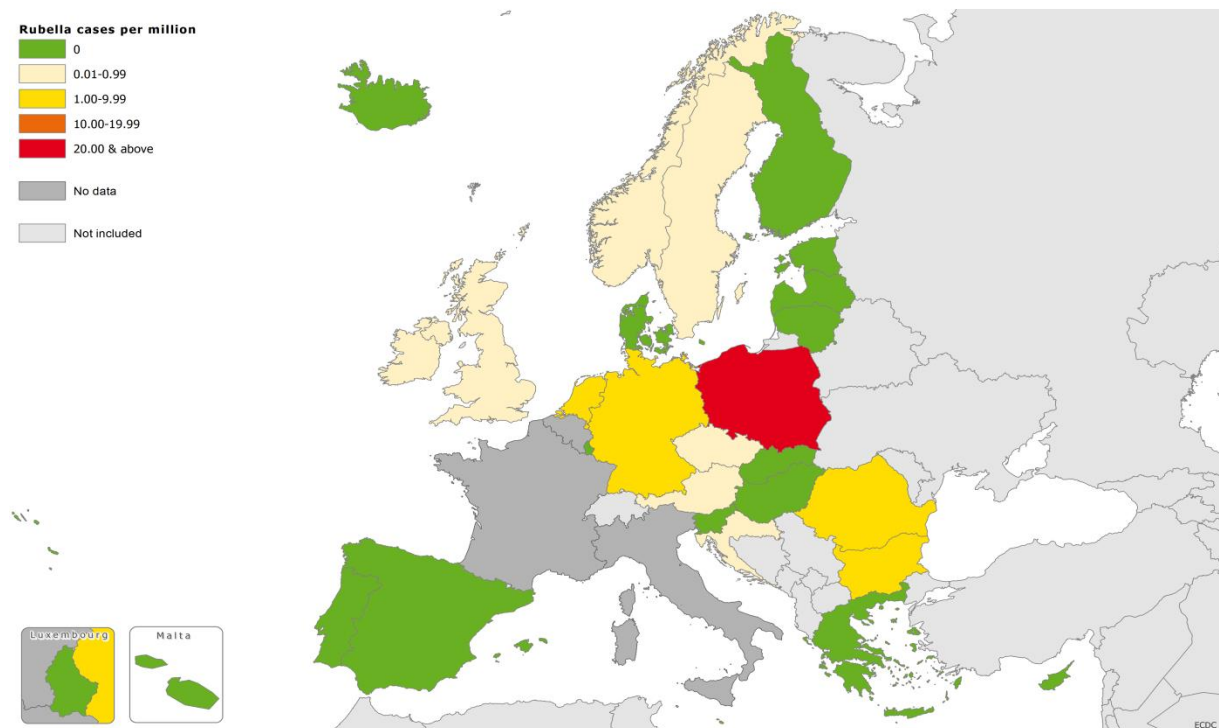 Rubella cases per million
0
0.01-0.99
1.00-9.99
10.00-19.99
20.00 & above
No data
Not included
Luxembourg
Malta
ECDC